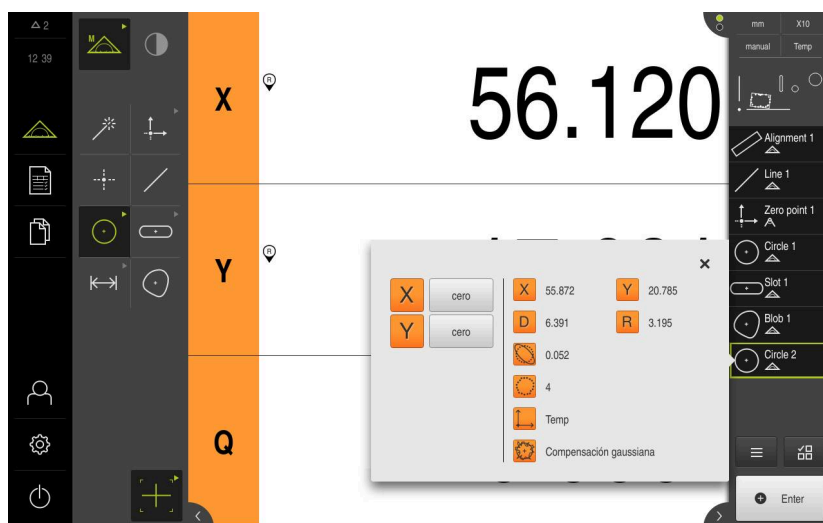 2
12 39
M
X
R
56.120
Y
R
Q
X
cero
Y
cero
X 55.872 Y 20.785
D 6.391 R 3.195
0.052
4
Temp
Compensación gaussiana
mm X10
manual Temp
Alignment 1
Line 1
Zero point 1
Circle 1
Slot 1
Blob 1
Circle 2
Enter